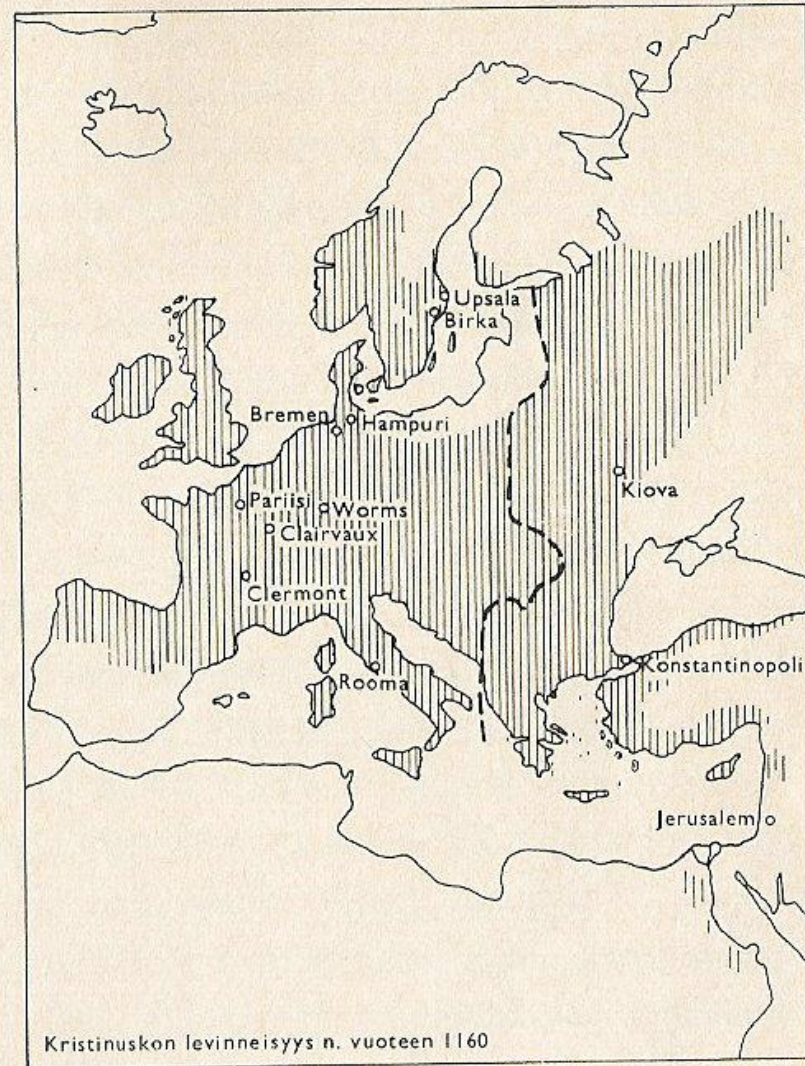 Upsala
Birka
Bremen
Hampuri
Pariisi
Worms
Clairvaux
Kiova
Clermont
Rooma
Konstantinopoli
Jerusalem
Kristinuskon levinneisyys n. vuoteen 1160